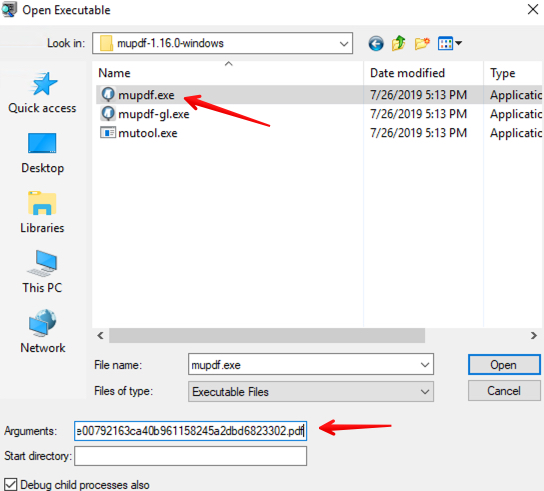 Open Executable
Look in: mupdf-1.16.0-windows
Name Date modified Type
mupdf.exe 7/26/2019 5:13 PM Applicatic
mupdf-gl.exe 7/26/2019 5:13 PM Applicatic
mutool.exe 7/26/2019 5:13 PM Applicatic
Quick access
Desktop
Libraries
This PC
Network
File name: mupdf.exe Open
Files of type: Executable Files Cancel
Arguments: e00792163ca40b961158245a2dbd6823302.pdf
Start directory:
Debug child processes also